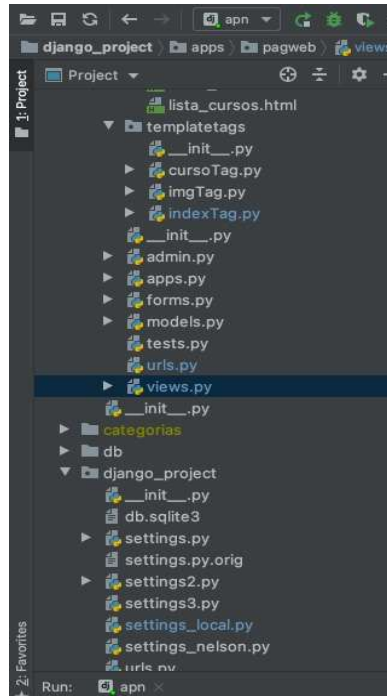 apn
django_project
apps
pagweb
views
1: Project
Project
lista_cursos.html
templatetags
__init__.py
cursoTag.py
imgTag.py
indexTag.py
__init__.py
admin.py
apps.py
forms.py
models.py
tests.py
urls.py
views.py
__init__.py
categorias
db
django_project
__init__.py
db.sqlite3
settings.py
settings.py.orig
settings2.py
settings3.py
settings_local.py
settings_nelson.py
urls.py
2: Favorites
Run:
apn